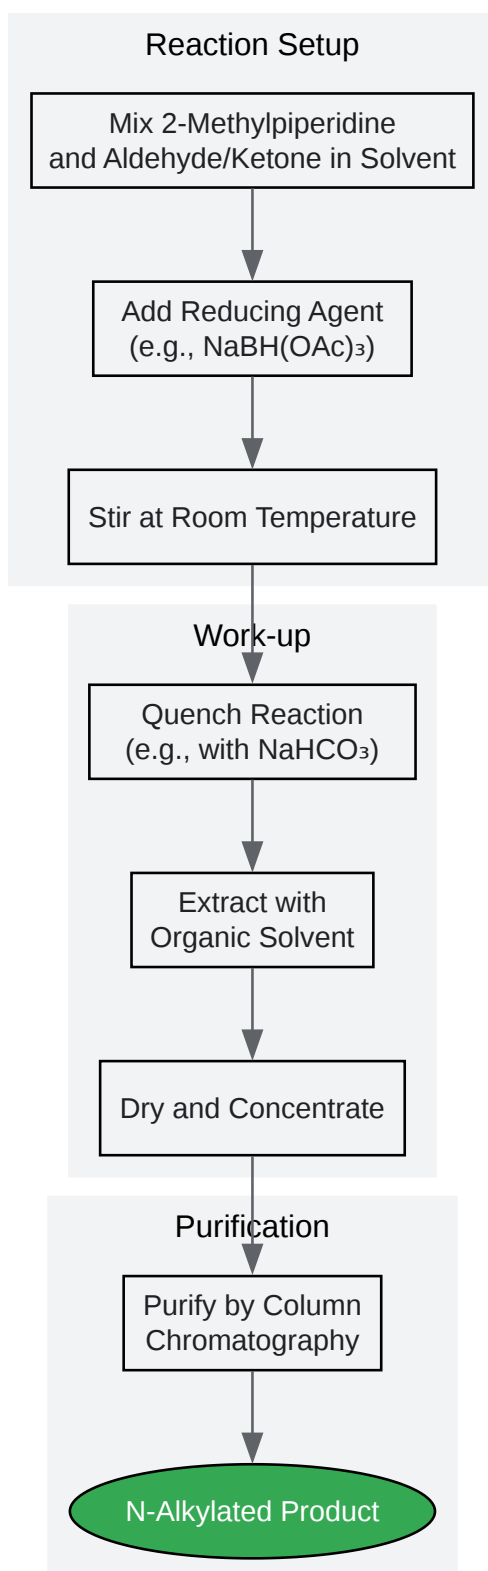 Reaction Setup
Mix 2-Methylpiperidine
and Aldehyde/Ketone in Solvent
Add Reducing Agent
(e.g., NaBH(OAc)₃)
Stir at Room Temperature
Work-up
Quench Reaction
(e.g., with NaHCO₃)
Extract with
Organic Solvent
Dry and Concentrate
Purification
Purify by Column
Chromatography
N-Alkylated Product